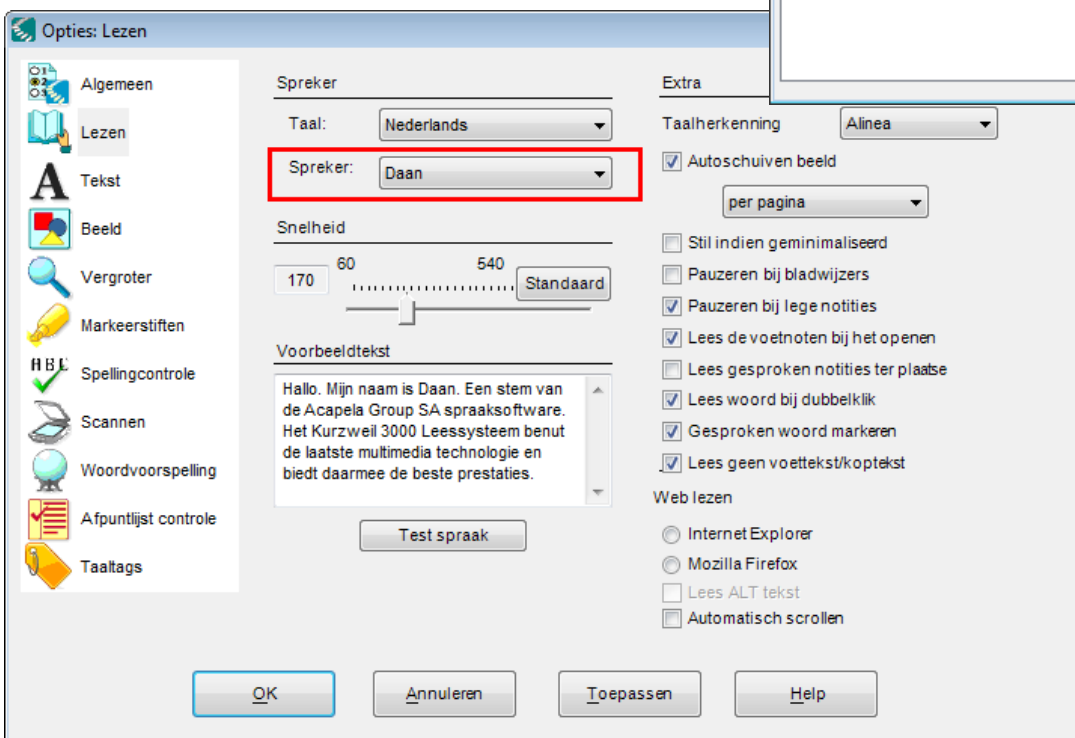 Opties: Lezen
Algemeen
Lezen
Tekst
Beeld
Vergroter
Markeerstiften
ABC
Spellingcontrole
Scannen
Woordvoorspelling
Afpuntlijst controle
Taaltags
Spreker
Taal: Nederlands
Spreker: Daan
Snelheid
170 60 540 Standaard
Voorbeeldtekst
Hallo. Mijn naam is Daan. Een stem van
de Acapela Group SA spraaksoftware.
Het Kurzweil 3000 Leessysteem benut
de laatste multimedia technologie en
biedt daarmee de beste prestaties.
Test spraak
Extra
Taalherkenning Alinea
Autoschuiven beeld
per pagina
Stil indien geminimaliseerd
Pauzeren bij bladwijzers
Pauzeren bij lege notities
Lees de voetnoten bij het openen
Lees gesproken notities ter plaatse
Lees woord bij dubbelklik
Gesproken woord markeren
Lees geen voettekst/koptekst
Web lezen
Internet Explorer
Mozilla Firefox
Lees ALT tekst
Automatisch scrollen
OK Annuleren Toepassen Help